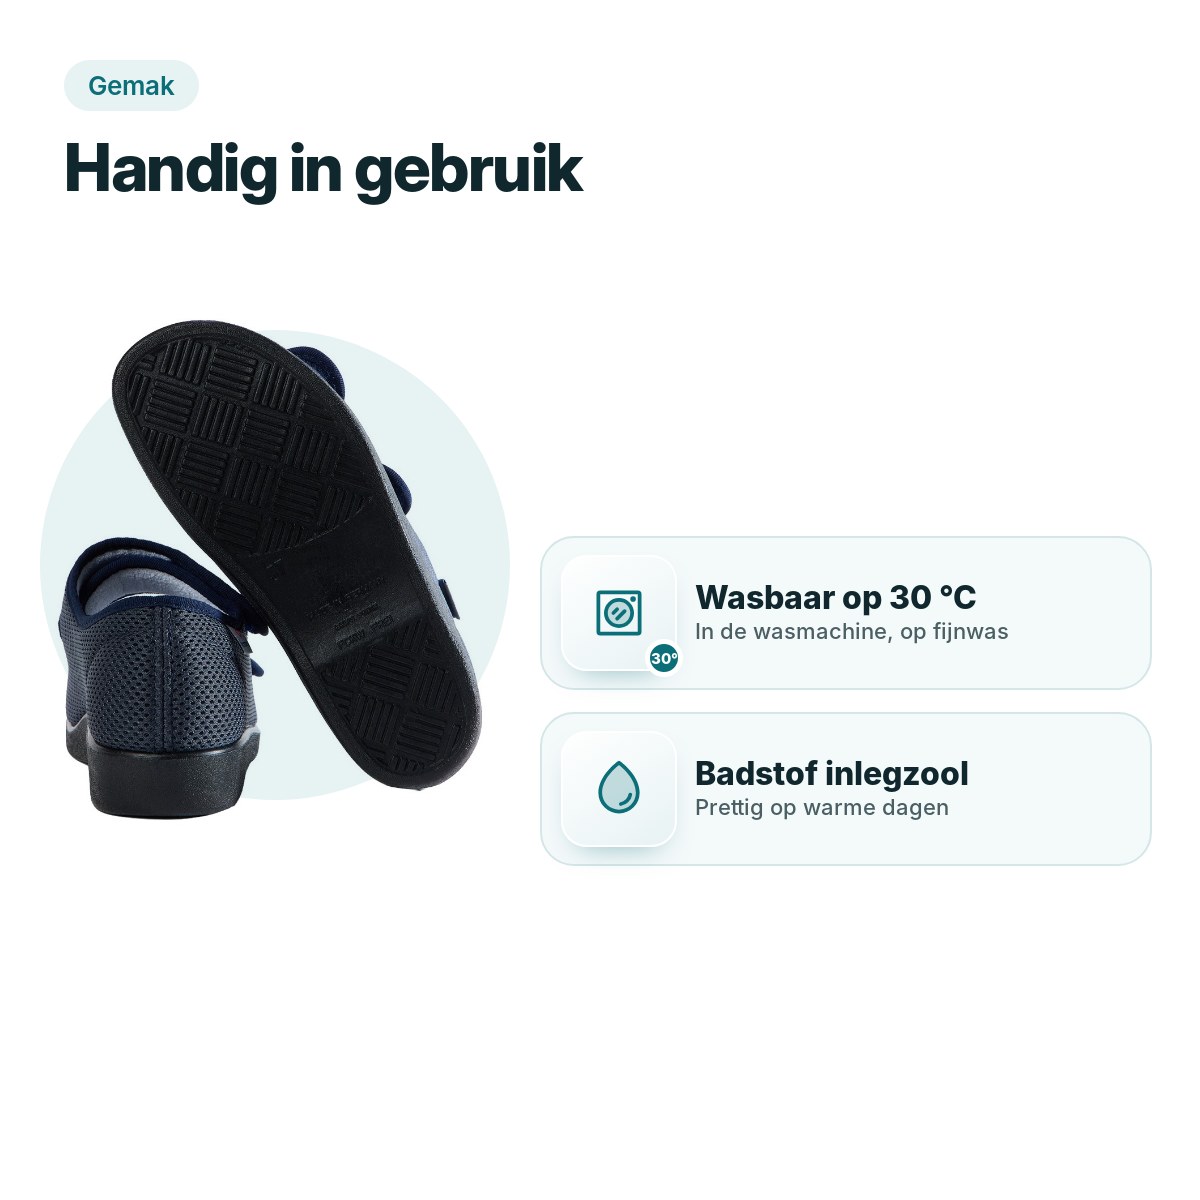 Gemak
Handig in gebruik
Wasbaar op 30 °C
In de wasmachine, op fijnwas
30°
Badstof inlegzool
Prettig op warme dagen